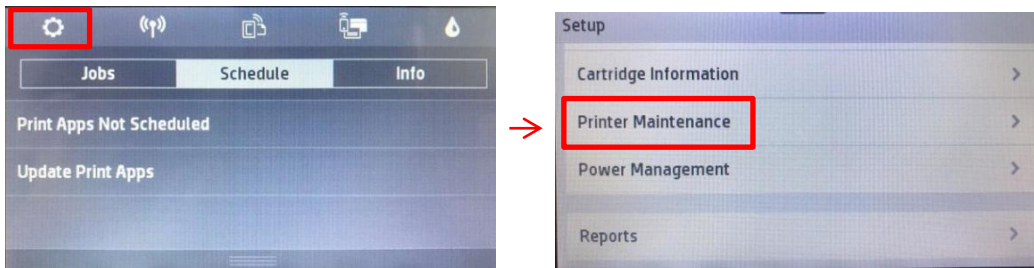 Jobs
Schedule
Info
Print Apps Not Scheduled
Update Print Apps
Setup
Cartridge Information
Printer Maintenance
Power Management
Reports